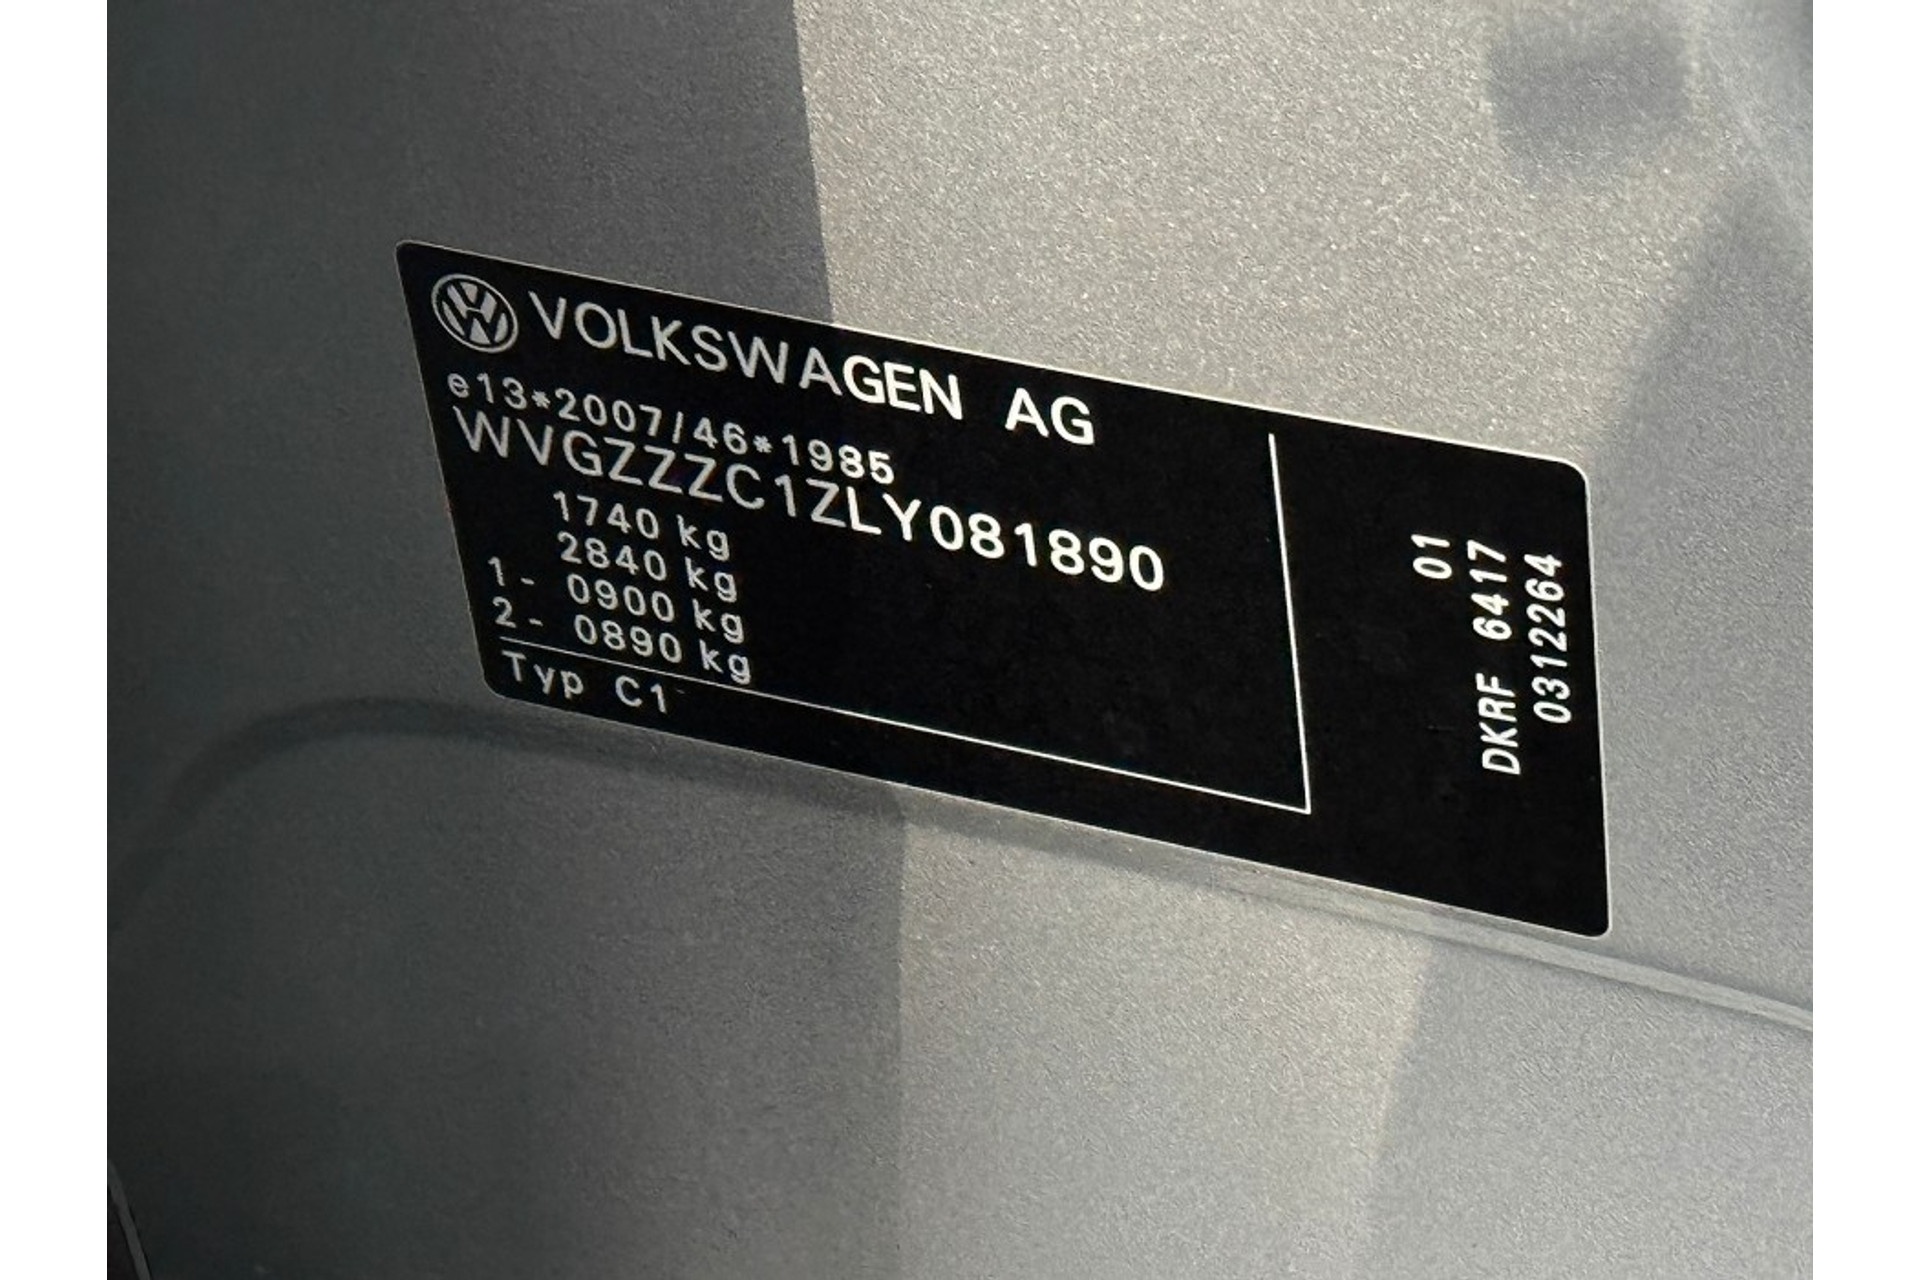 VOLKSWAGEN AG
e13*2007/46*1985
WVGZZZC1ZLY081890
1740 kg
2840 kg
1- 0900 kg
2- 0890 kg
Typ C1
01
DKRF 6417
0312264